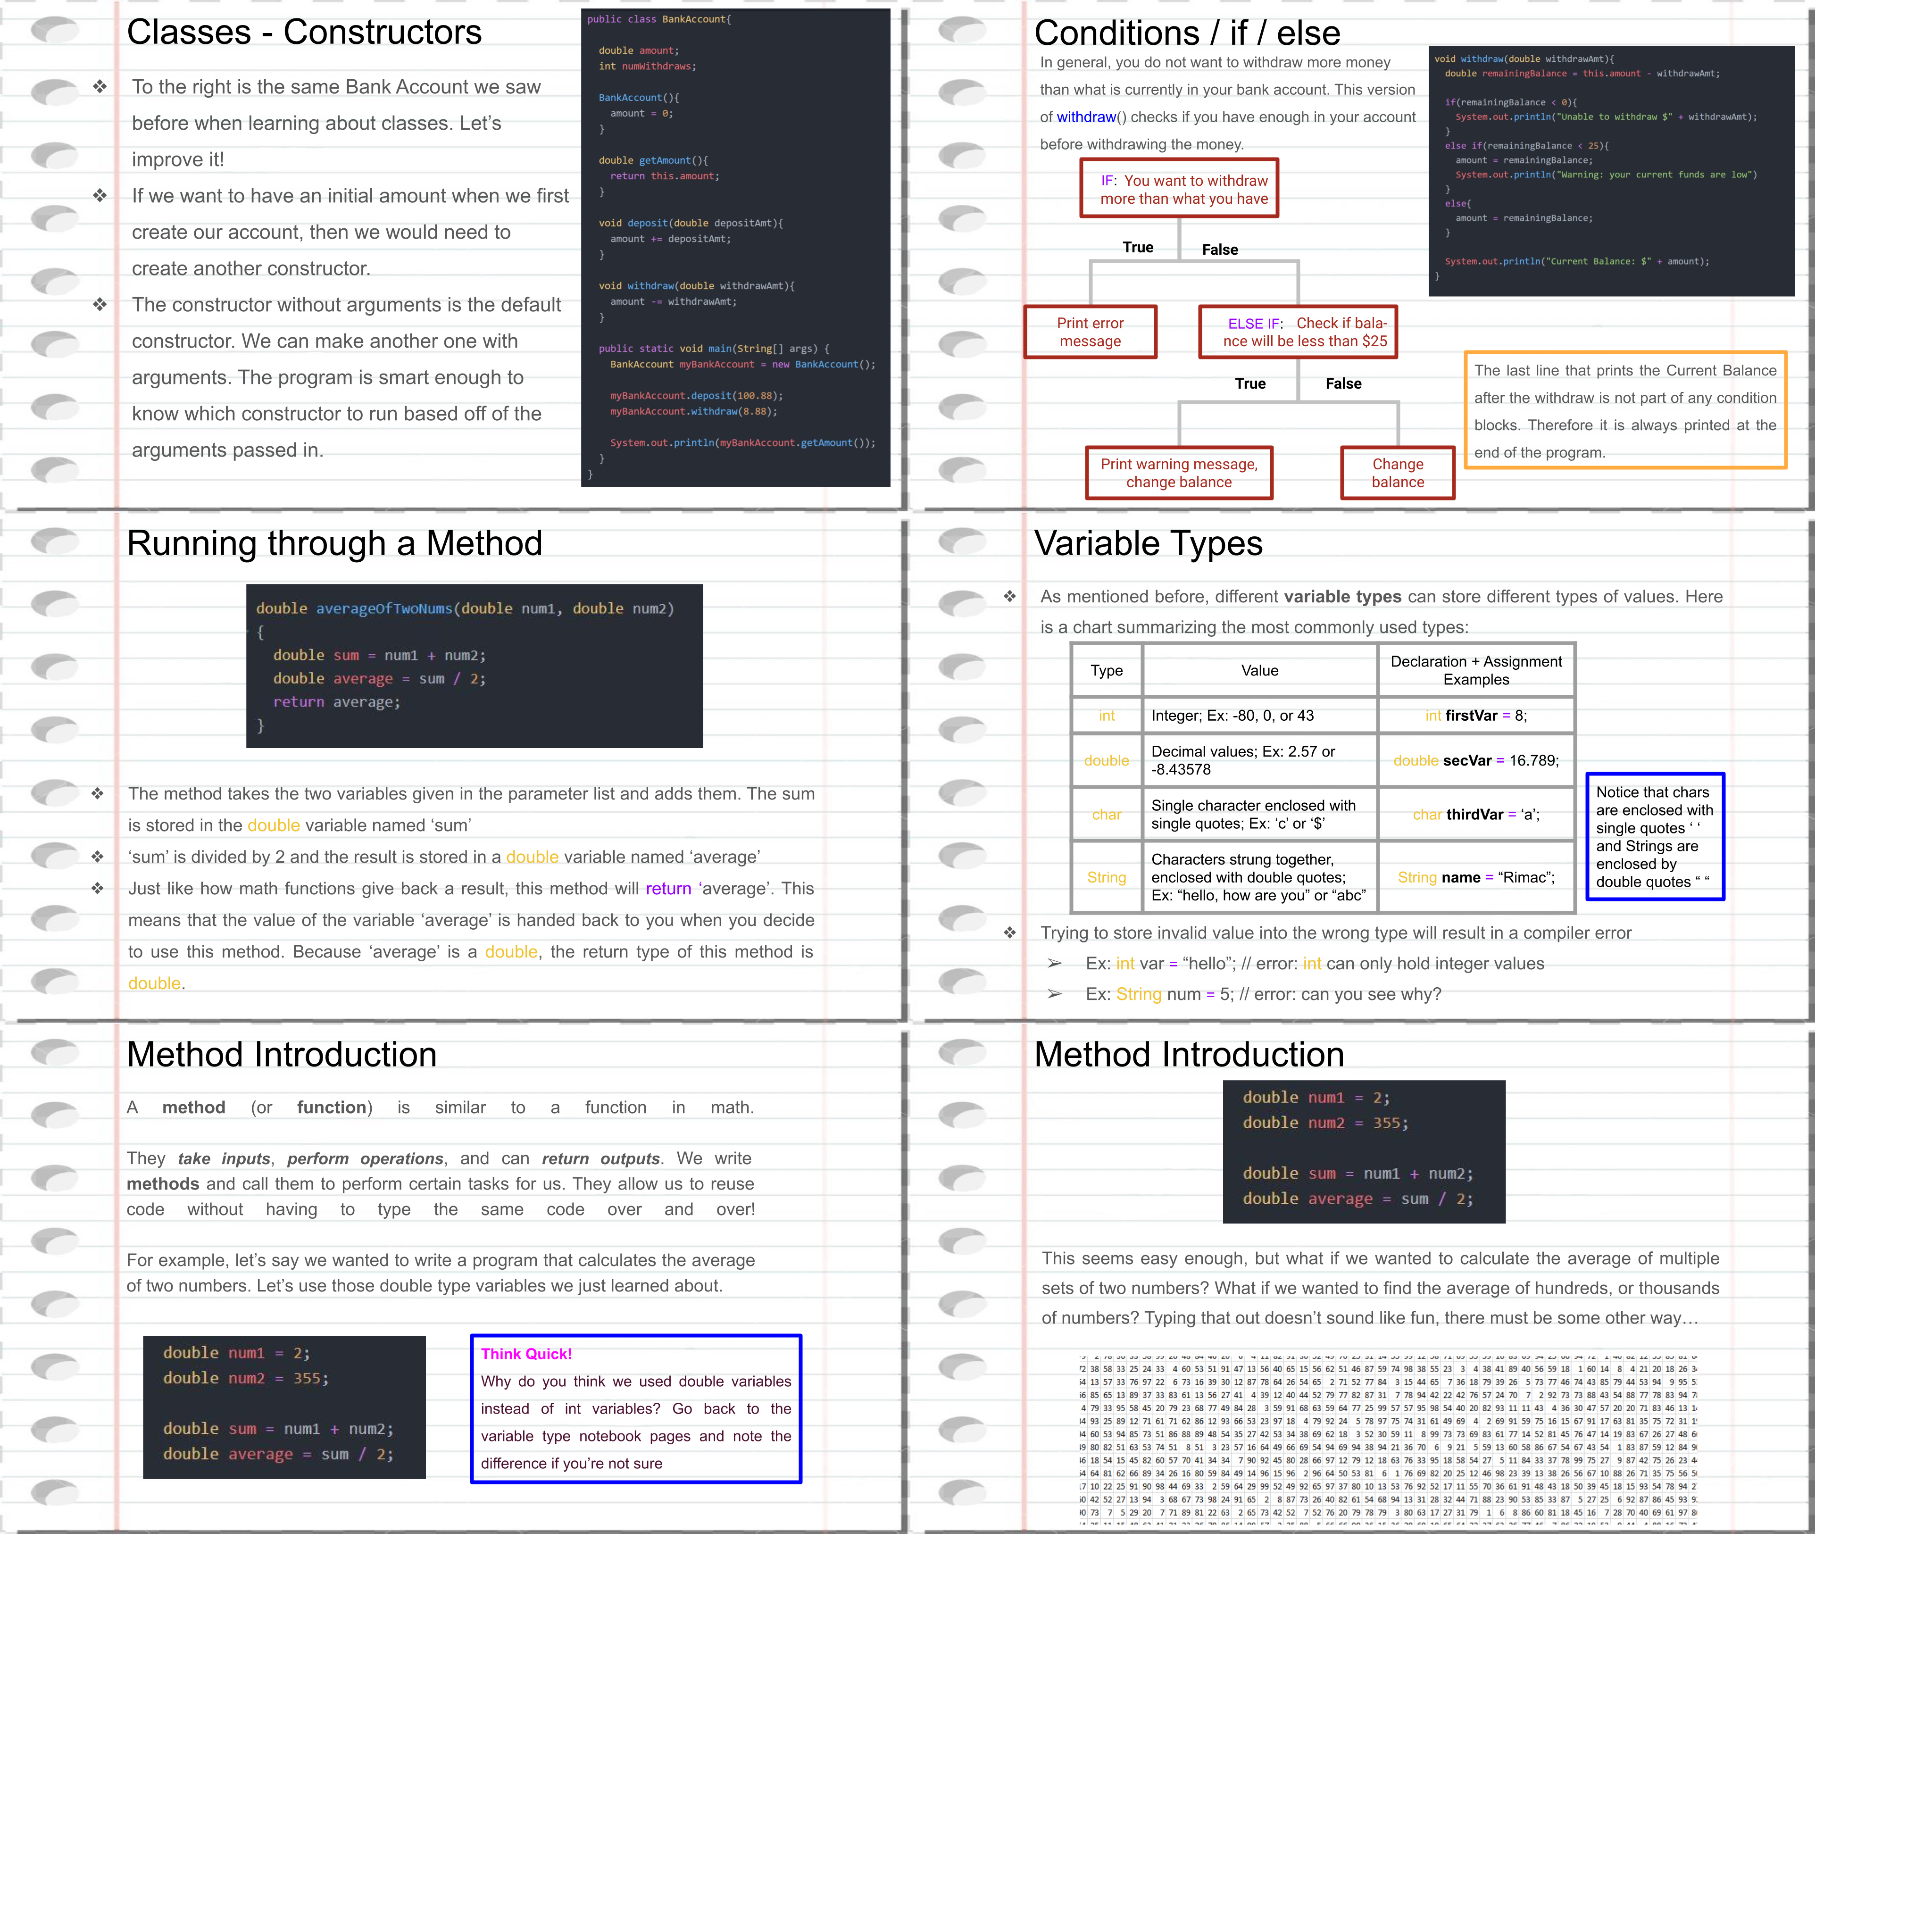 Classes - Constructors
❖ To the right is the same Bank Account we saw
before when learning about classes. Let's
improve it!
❖ If we want to have an initial amount when we first
create our account, then we would need to
create another constructor.
❖ The constructor without arguments is the default
constructor. We can make another one with
arguments. The program is smart enough to
know which constructor to run based off of the
arguments passed in.
public class BankAccount{
double amount;
int numWithdraws;
BankAccount(){
amount = 0;
}
double getAmount(){
return this.amount;
}
void deposit(double depositAmt){
amount += depositAmt;
}
void withdraw(double withdrawAmt){
amount -= withdrawAmt;
}
public static void main(String[] args) {
BankAccount myBankAccount = new BankAccount();
myBankAccount.deposit(100.88);
myBankAccount.withdraw(8.88);
System.out.println(myBankAccount.getAmount());
}
}
Conditions / if / else
In general, you do not want to withdraw more money
than what is currently in your bank account. This version
of withdraw() checks if you have enough in your account
before withdrawing the money.
void withdraw(double withdrawAmt){
double remainingBalance = this.amount - withdrawAmt;
if(remainingBalance < 0){
System.out.println("Unable to withdraw $" + withdrawAmt);
}
else if(remainingBalance < 25){
amount = remainingBalance;
System.out.println("Warning: your current funds are low")
}
else{
amount = remainingBalance;
}
System.out.println("Current Balance: $" + amount);
}
IF: You want to withdraw
more than what you have
True
False
Print error
message
ELSE IF: Check if bala-
nce will be less than $25
True
False
Print warning message,
change balance
Change
balance
The last line that prints the Current Balance
after the withdraw is not part of any condition
blocks. Therefore it is always printed at the
end of the program.
Running through a Method
double averageOfTwoNums(double num1, double num2)
{
double sum = num1 + num2;
double average = sum / 2;
return average;
}
❖ The method takes the two variables given in the parameter list and adds them. The sum
is stored in the double variable named 'sum'
❖ 'sum' is divided by 2 and the result is stored in a double variable named 'average'
❖ Just like how math functions give back a result, this method will return 'average'. This
means that the value of the variable 'average' is handed back to you when you decide
to use this method. Because 'average' is a double, the return type of this method is
double.
Variable Types
❖ As mentioned before, different variable types can store different types of values. Here
is a chart summarizing the most commonly used types:
Type
Value
Declaration + Assignment
Examples
int
Integer; Ex: -80, 0, or 43
int firstVar = 8;
double
Decimal values; Ex: 2.57 or
-8.43578
double secVar = 16.789;
char
Single character enclosed with
single quotes; Ex: 'c' or '$'
char thirdVar = 'a';
String
Characters strung together,
enclosed with double quotes;
Ex: "hello, how are you" or "abc"
String name = "Rimac";
Notice that chars
are enclosed with
single quotes ' '
and Strings are
enclosed by
double quotes " "
❖ Trying to store invalid value into the wrong type will result in a compiler error
➢ Ex: int var = "hello"; // error: int can only hold integer values
➢ Ex: String num = 5; // error: can you see why?
Method Introduction
A method (or function) is similar to a function in math.
They take inputs, perform operations, and can return outputs. We write
methods and call them to perform certain tasks for us. They allow us to reuse
code without having to type the same code over and over!
For example, let's say we wanted to write a program that calculates the average
of two numbers. Let's use those double type variables we just learned about.
double num1 = 2;
double num2 = 355;
double sum = num1 + num2;
double average = sum / 2;
Think Quick!
Why do you think we used double variables
instead of int variables? Go back to the
variable type notebook pages and note the
difference if you're not sure
Method Introduction
double num1 = 2;
double num2 = 355;
double sum = num1 + num2;
double average = sum / 2;
This seems easy enough, but what if we wanted to calculate the average of multiple
sets of two numbers? What if we wanted to find the average of hundreds, or thousands
of numbers? Typing that out doesn't sound like fun, there must be some other way…